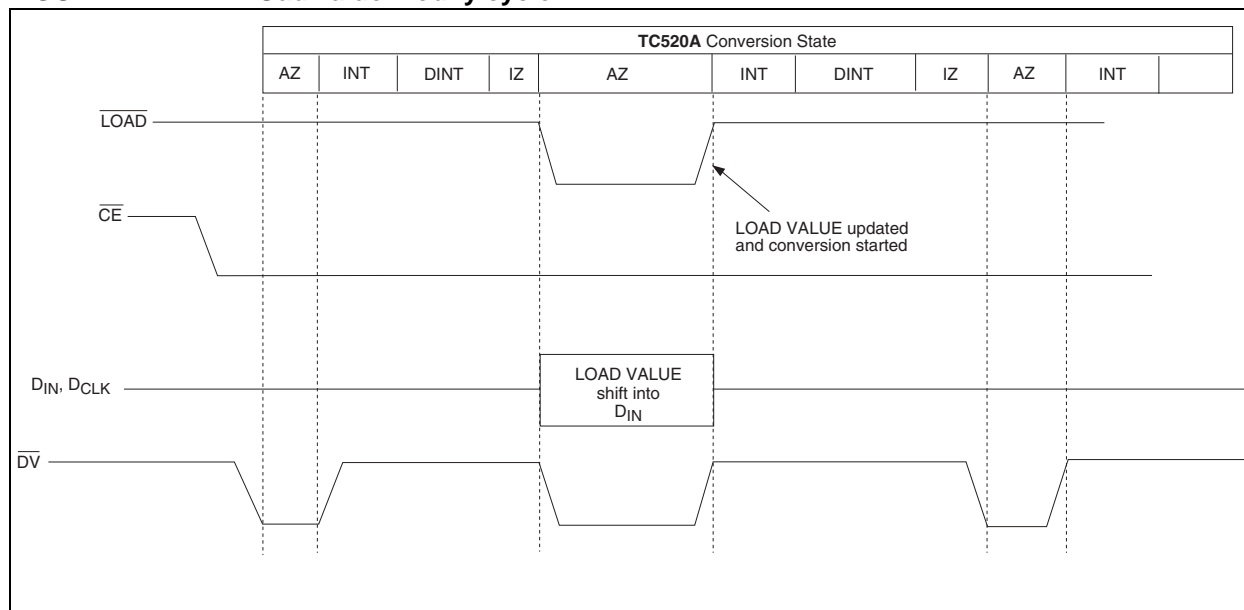 TC520A Conversion State
AZ INT DINT IZ AZ INT DINT IZ AZ INT
LOAD
LOAD VALUE updated
and conversion started
CE
DIN, DCLK
LOAD VALUE
shift into
DIN
DV